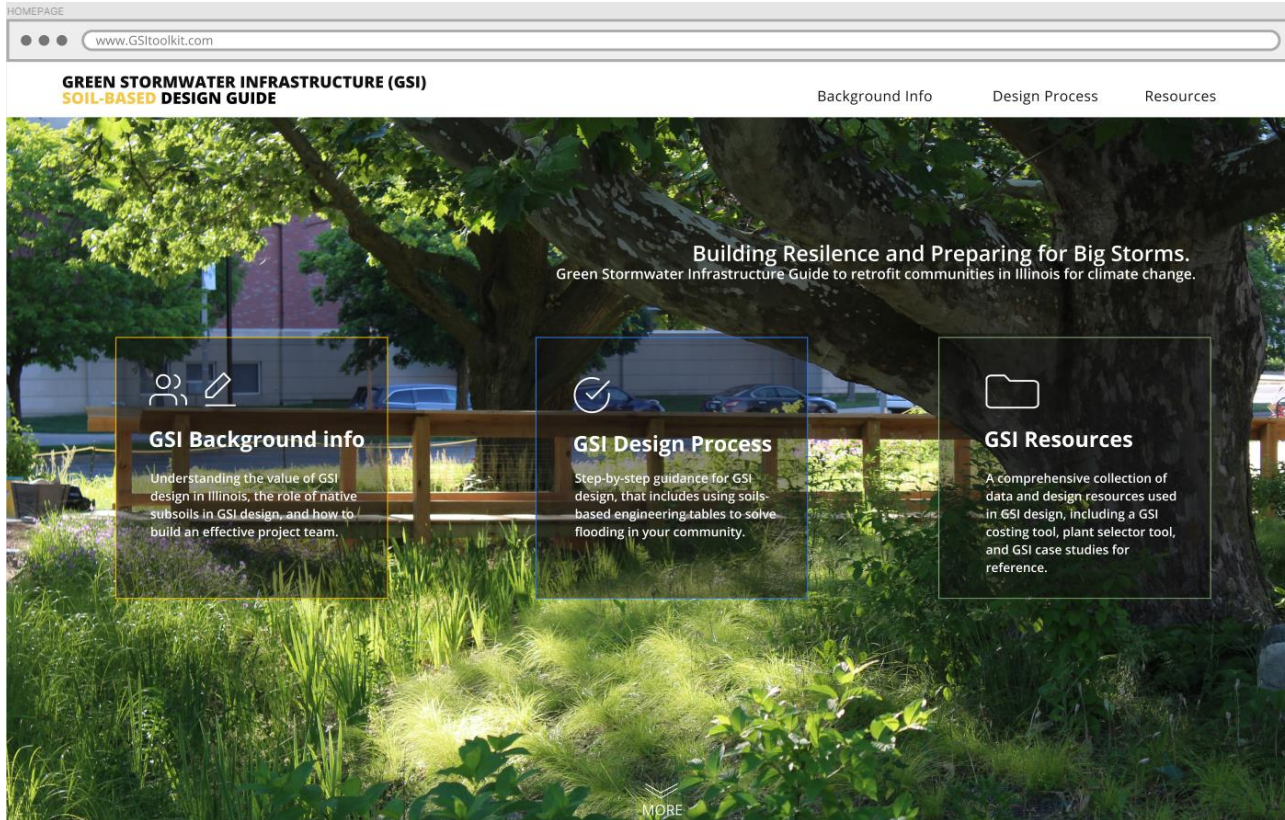 HOMEPAGE
www.GSItoolkit.com
GREEN STORMWATER INFRASTRUCTURE (GSI)
SOIL-BASED DESIGN GUIDE
Background Info
Design Process
Resources
Building Resilence and Preparing for Big Storms.
Green Stormwater Infrastructure Guide to retrofit communities in Illinois for climate change.
GSI Background info
Understanding the value of GSI
design in Illinois, the role of native
subsoils in GSI design, and how to
build an effective project team.
GSI Design Process
Step-by-step guidance for GSI
design, that includes using soils-
based engineering tables to solve
flooding in your community.
GSI Resources
A comprehensive collection of
data and design resources used
in GSI design, including a GSI
costing tool, plant selector tool,
and GSI case studies for
reference.
MORE